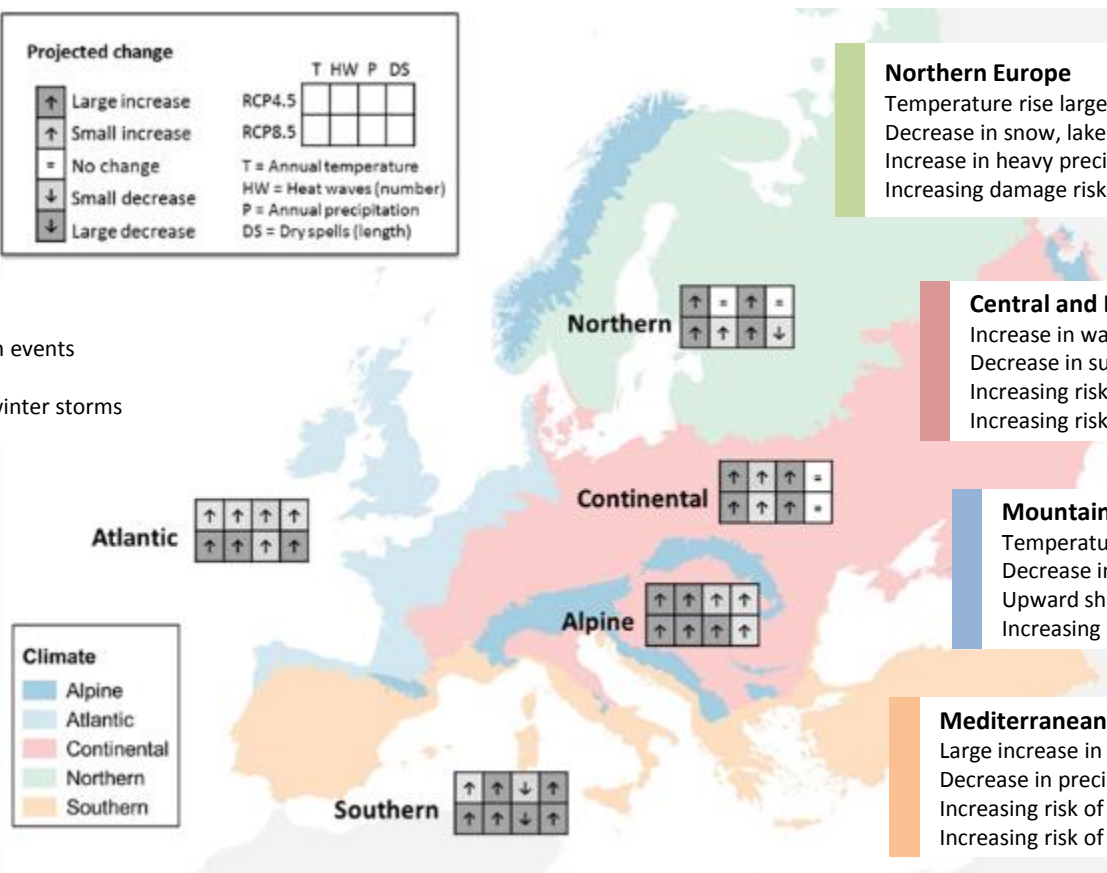 Projected change
↑ Large increase
↑ Small increase
= No change
↓ Small decrease
↓ Large decrease
T HW P DS
RCP4.5
RCP8.5
T = Annual temperature
HW = Heat waves (number)
P = Annual precipitation
DS = Dry spells (length)
Northern Europe
Temperature rise large
Decrease in snow, lake
Increase in heavy preci
Increasing damage risk
n events
winter storms
Northern
↑ = ↑ =
↑ ↑ ↑ ↓
Central and
Increase in wa
Decrease in su
Increasing risk
Increasing risk
Continental
↑ ↑ ↑ =
↑ ↑ ↑ =
Atlantic
↑ ↑ ↑ ↑
↑ ↑ ↑ ↑
Mountain
Temperatu
Decrease in
Upward sh
Increasing
Alpine
↑ ↑ ↑ ↑
↑ ↑ ↑ ↑
Climate
Alpine
Atlantic
Continental
Northern
Southern
Mediterranean
Large increase in
Decrease in preci
Increasing risk of
Increasing risk of
Southern
↑ ↑ ↓ ↑
↑ ↑ ↓ ↑